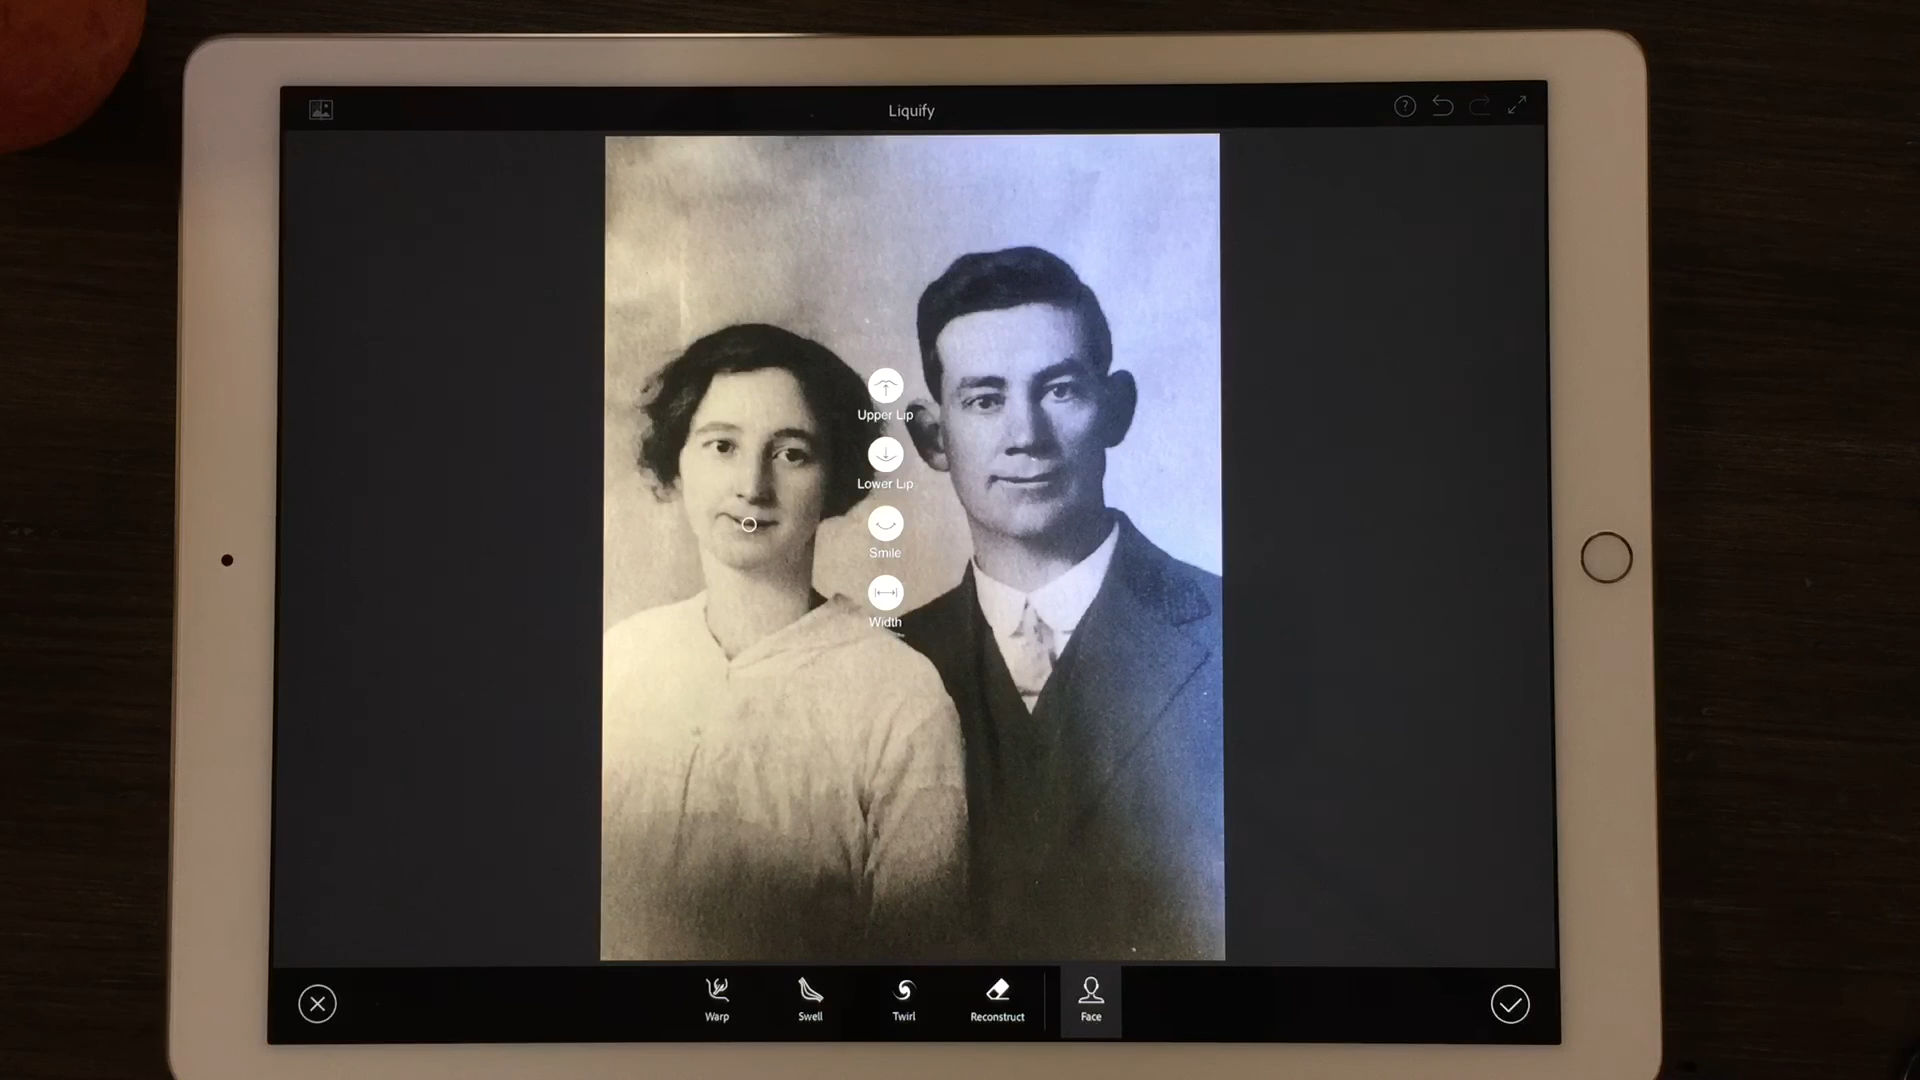 Liquify
Upper Lip
Lower Lip
Smile
Width
Warp
Swell
Twirl
Reconstruct
Face